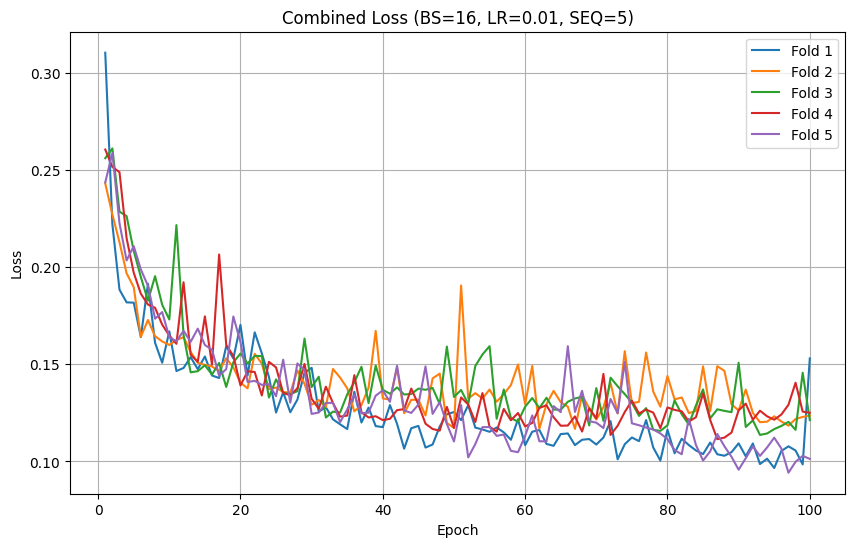 Combined Loss (BS=16, LR=0.01, SEQ=5)
Fold 1
Fold 2
Fold 3
Fold 4
Fold 5
0.30
0.25
0.20
0.15
0.10
Loss
0 20 40 60 80 100
Epoch